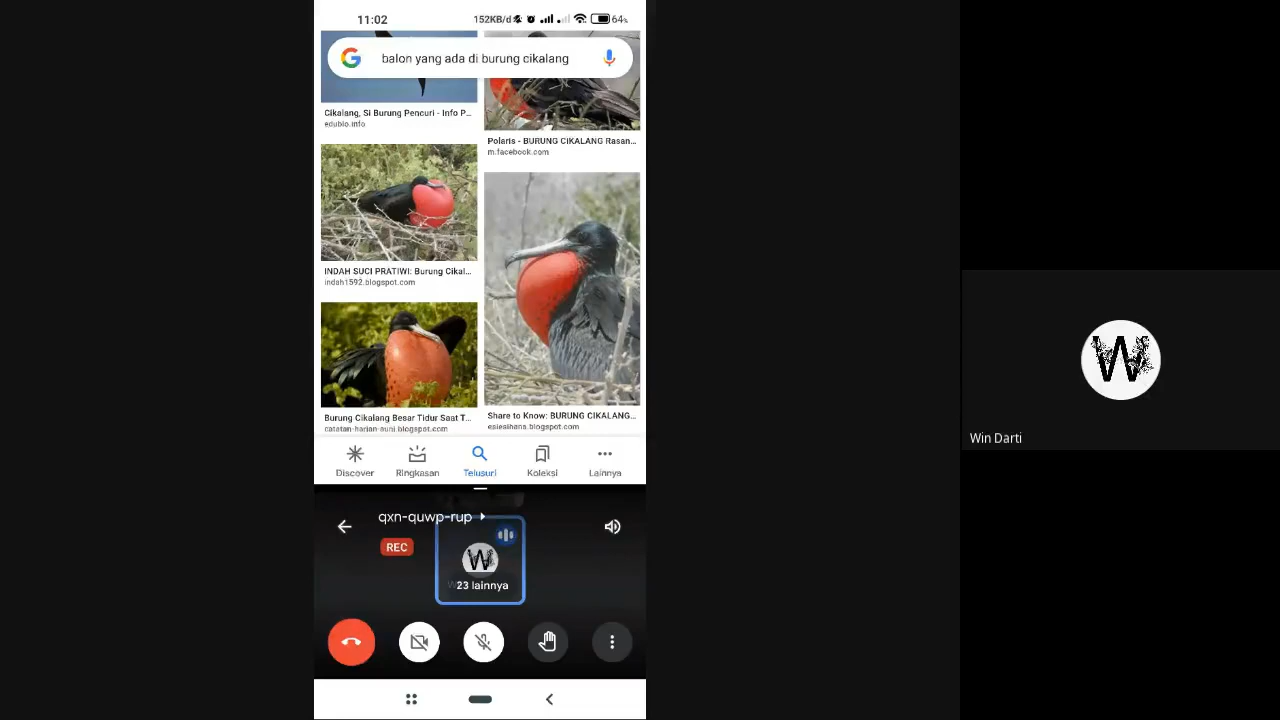 11:02
152KB/d
64%
balon yang ada di burung cikalang
Cikalang, Si Burung Pencuri - Info P...
edubio.info
Polaris - BURUNG CIKALANG Rasan...
m.facebook.com
INDAH SUCI PRATIWI: Burung Cikal...
indah1592.blogspot.com
Burung Cikalang Besar Tidur Saat T...
catatan-harian-auni.blogspot.com
Share to Know: BURUNG CIKALANG...
esiesihans.blogspot.com
Discover
Ringkasan
Telusuri
Koleksi
Lainnya
qxn-quwp-rup
REC
W
23 lainnya
W
Win Darti